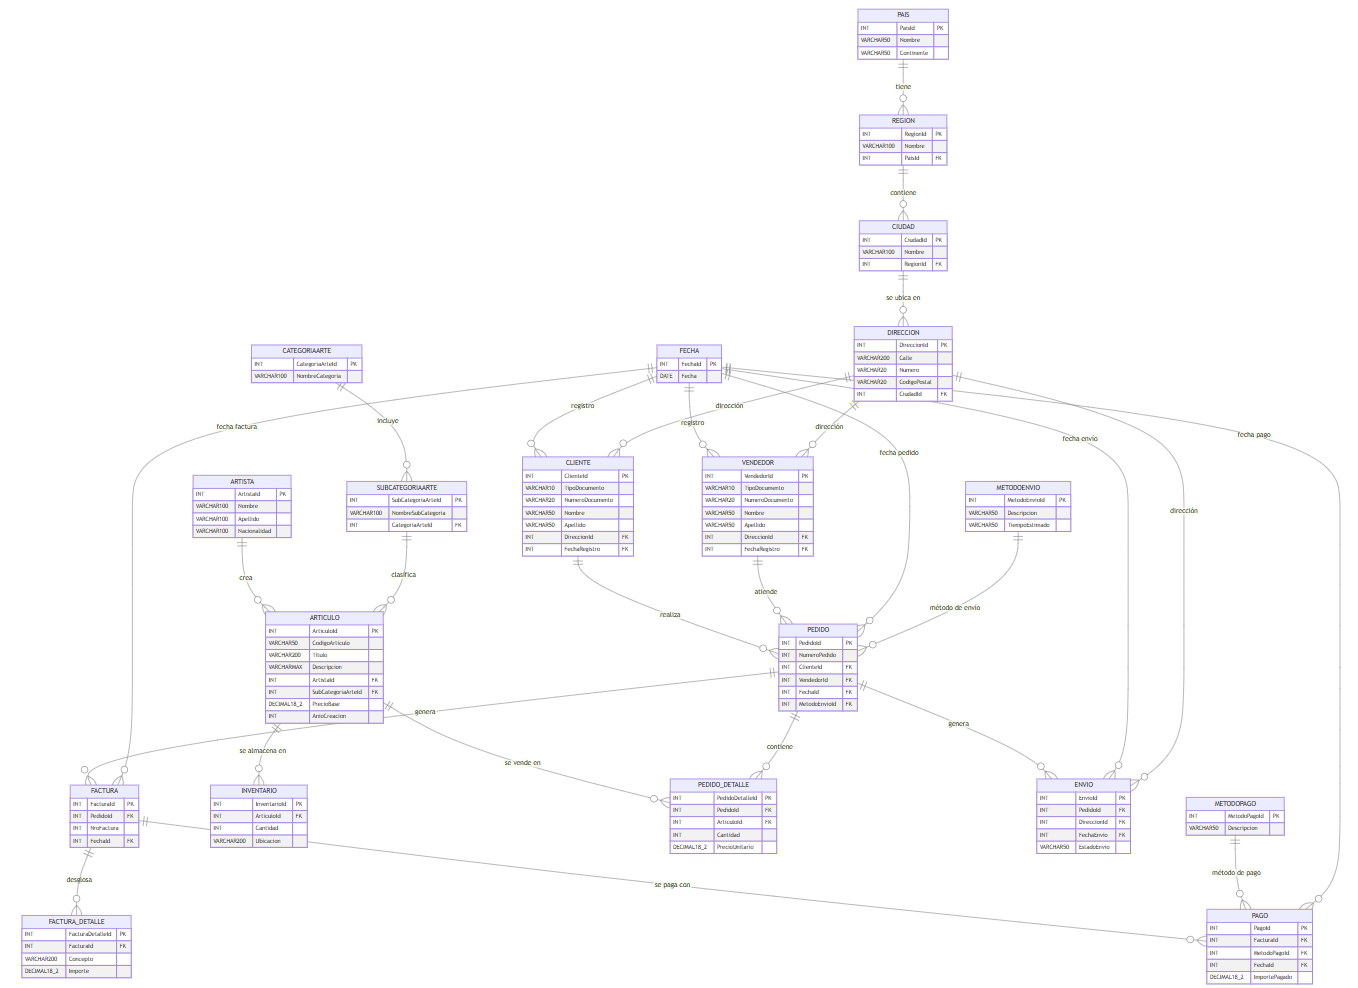 PAIS
INT PaisId PK
VARCHAR50 Nombre
VARCHAR50 Continente
tiene
REGION
INT RegionId PK
VARCHAR100 Nombre
INT PaisId FK
contiene
CIUDAD
INT CiudadId PK
VARCHAR100 Nombre
INT RegionId FK
se ubica en
DIRECCION
INT DireccionId PK
VARCHAR200 Calle
VARCHAR20 Numero
VARCHAR20 CodigoPostal
INT CiudadId FK
CATEGORIAARTE
INT CategoriaArteId PK
VARCHAR100 NombreCategoria
FECHA
INT FechaId PK
DATE Fecha
fecha factura
incluye
registro
registro
dirección
dirección
fecha pedido
fecha envío
fecha pago
dirección
ARTISTA
INT ArtistaId PK
VARCHAR100 Nombre
VARCHAR100 Apellido
VARCHAR100 Nacionalidad
SUBCATEGORIAARTE
INT SubCategoriaArteId PK
VARCHAR100 NombreSubCategoria
INT CategoriaArteId FK
CLIENTE
INT ClienteId PK
VARCHAR10 TipoDocumento
VARCHAR20 NumeroDocumento
VARCHAR50 Nombre
VARCHAR50 Apellido
INT DireccionId FK
INT FechaRegistro FK
VENDEDOR
INT VendedorId PK
VARCHAR10 TipoDocumento
VARCHAR20 NumeroDocumento
VARCHAR50 Nombre
VARCHAR50 Apellido
INT DireccionId FK
INT FechaRegistro FK
METODOENVIO
INT MetodoEnvioId PK
VARCHAR50 Descripcion
VARCHAR50 TiempoEstimado
crea
clasifica
realiza
atiende
método de envío
ARTICULO
INT ArticuloId PK
VARCHAR50 CodigoArticulo
VARCHAR200 Titulo
VARCHARMAX Descripcion
INT ArtistaId FK
INT SubCategoriaArteId FK
DECIMAL18_2 PrecioBase
INT AnioCreacion
PEDIDO
INT PedidoId PK
INT NumeroPedido
INT ClienteId FK
INT VendedorId FK
INT FechaId FK
INT MetodoEnvioId FK
genera
se almacena en
se vende en
contiene
genera
FACTURA
INT FacturaId PK
INT PedidoId FK
INT NroFactura
INT FechaId FK
INVENTARIO
INT InventarioId PK
INT ArticuloId FK
INT Cantidad
VARCHAR200 Ubicacion
PEDIDO_DETALLE
INT PedidoDetalleId PK
INT PedidoId FK
INT ArticuloId FK
INT Cantidad
DECIMAL18_2 PrecioUnitario
ENVIO
INT EnvioId PK
INT PedidoId FK
INT DireccionId FK
INT FechaEnvio FK
VARCHAR50 EstadoEnvio
METODOPAGO
INT MetodoPagoId PK
VARCHAR50 Descripcion
desglosa
se paga con
método de pago
FACTURA_DETALLE
INT FacturaDetalleId PK
INT FacturaId FK
VARCHAR200 Concepto
DECIMAL18_2 Importe
PAGO
INT PagoId PK
INT FacturaId FK
INT MetodoPagoId FK
INT FechaId FK
DECIMAL18_2 ImportePagado